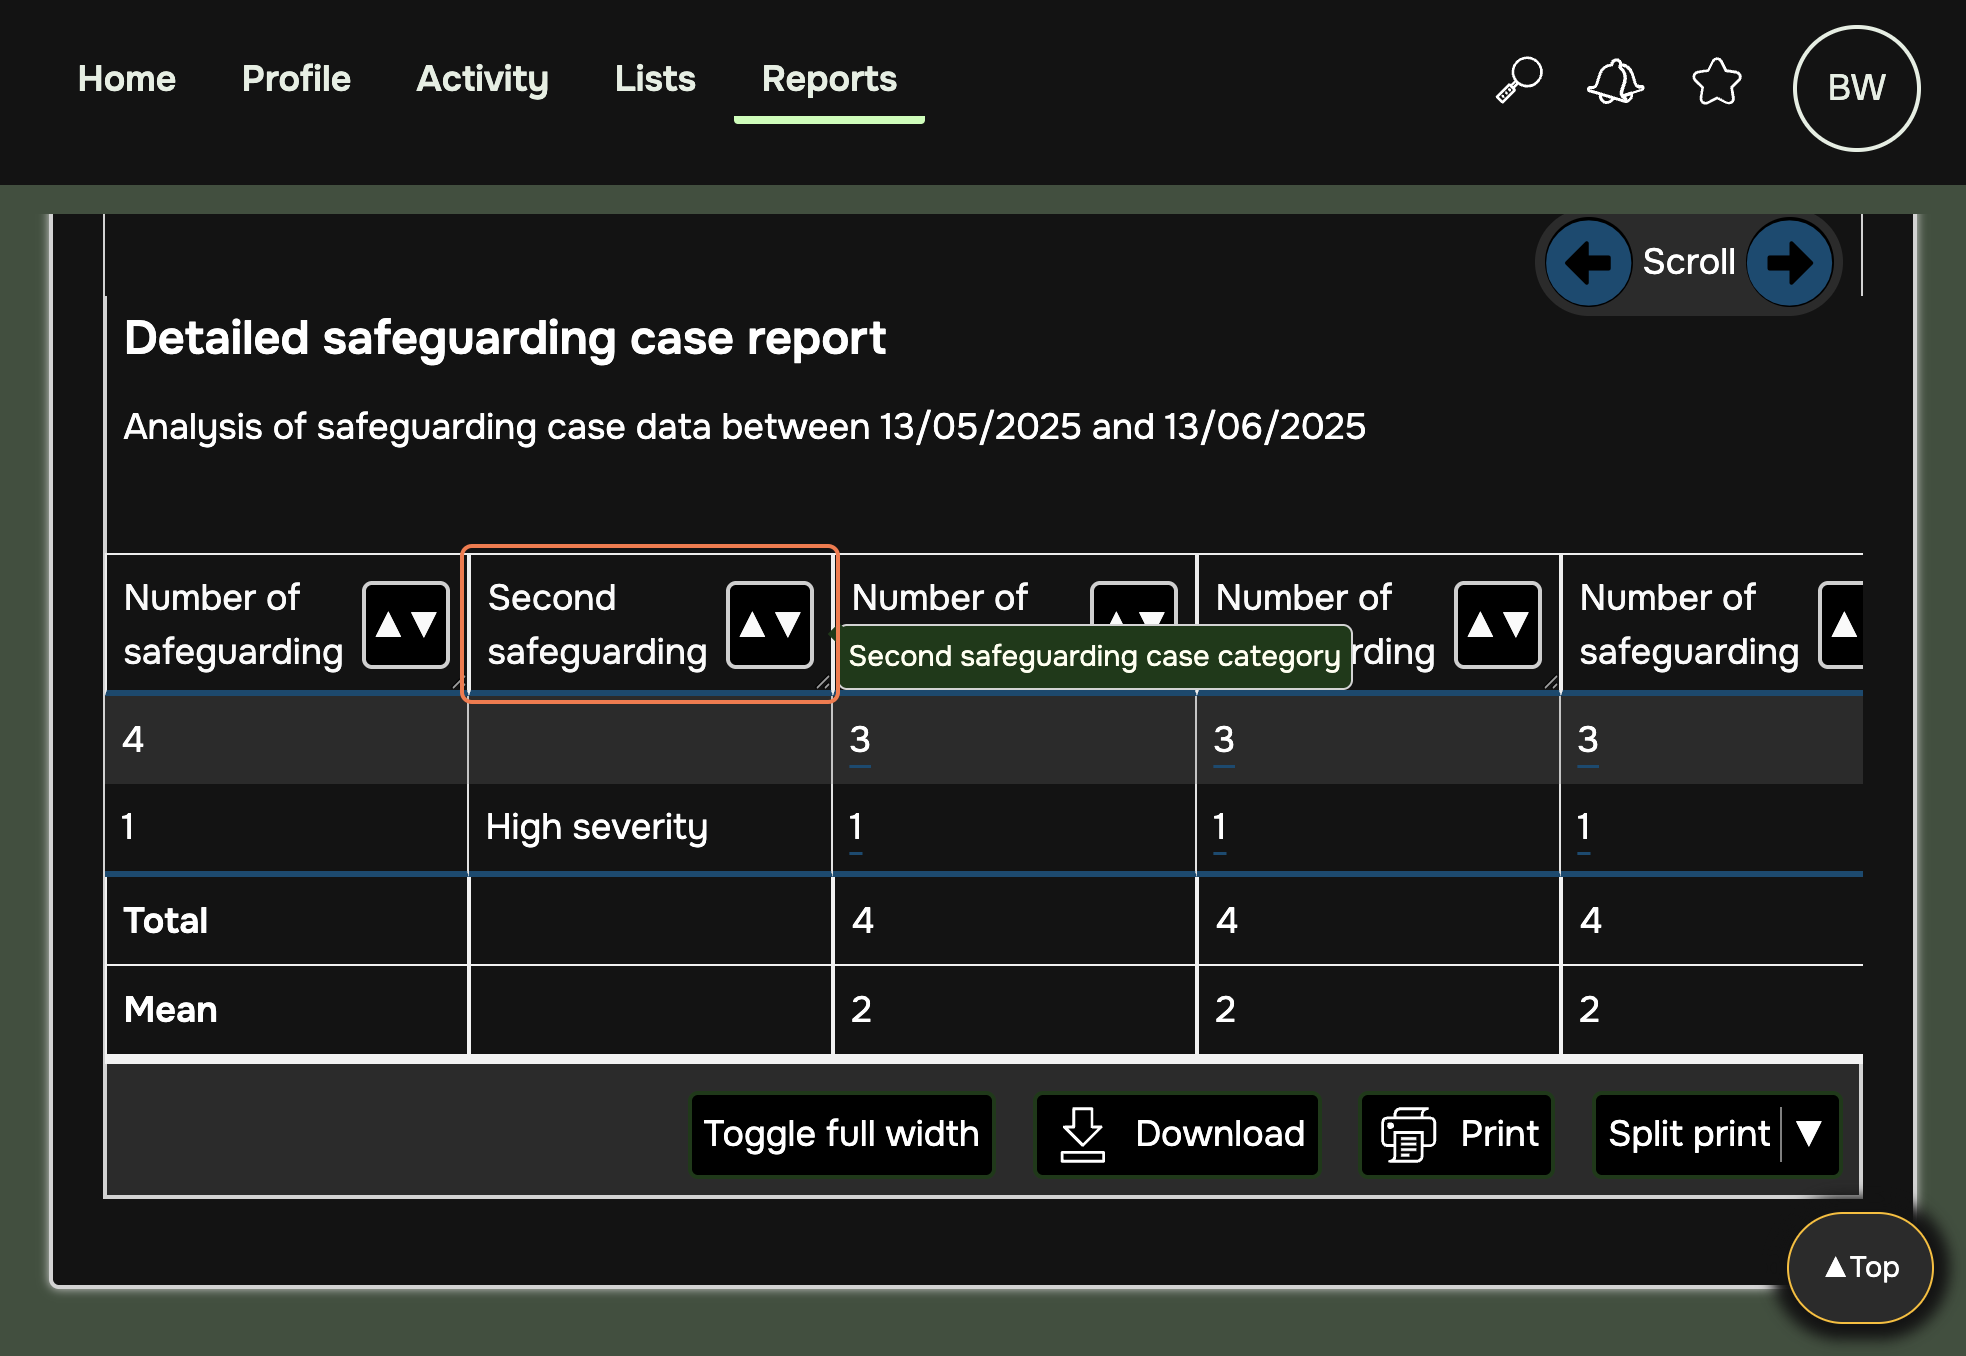 Home Profile Activity Lists Reports BW
Scroll
Detailed safeguarding case report
Analysis of safeguarding case data between 13/05/2025 and 13/06/2025
Number of safeguarding ▲▼ Second safeguarding ▲▼ Number of ▲▼ Number of rding ▲▼ Number of safeguarding ▲
Second safeguarding case category
4 3 3 3
1 High severity 1 1 1
Total 4 4 4
Mean 2 2 2
Toggle full width Download Print Split print ▼
▲Top